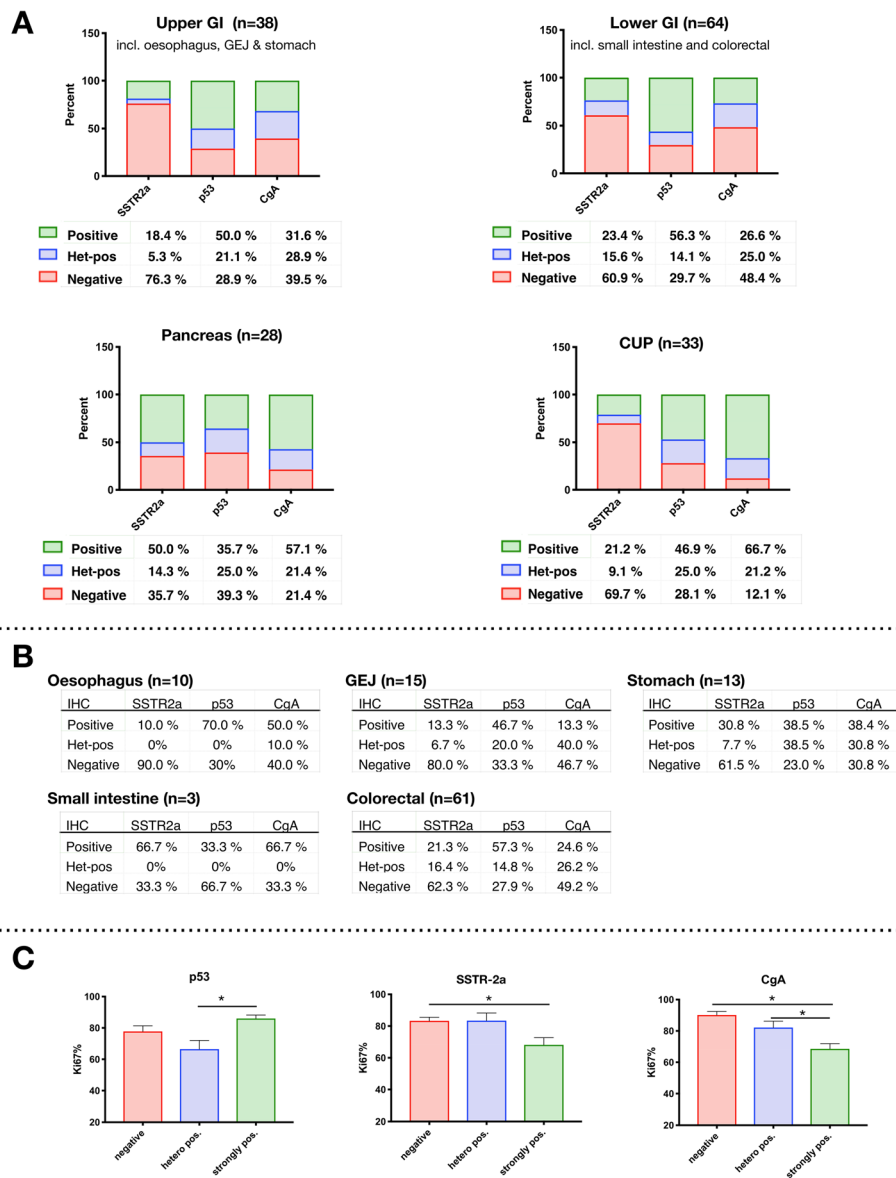 A
Upper GI (n=38)
incl. oesophagus, GEJ & stomach
Percent
150
100
50
0
SSTR2a
p53
CgA
Positive 18.4 % 50.0 % 31.6 %
Het-pos 5.3 % 21.1 % 28.9 %
Negative 76.3 % 28.9 % 39.5 %
Lower GI (n=64)
incl. small intestine and colorectal
Percent
150
100
50
0
SSTR2a
p53
CgA
Positive 23.4 % 56.3 % 26.6 %
Het-pos 15.6 % 14.1 % 25.0 %
Negative 60.9 % 29.7 % 48.4 %
Pancreas (n=28)
Percent
150
100
50
0
SSTR2a
p53
CgA
Positive 50.0 % 35.7 % 57.1 %
Het-pos 14.3 % 25.0 % 21.4 %
Negative 35.7 % 39.3 % 21.4 %
CUP (n=33)
Percent
150
100
50
0
SSTR2a
p53
CgA
Positive 21.2 % 46.9 % 66.7 %
Het-pos 9.1 % 25.0 % 21.2 %
Negative 69.7 % 28.1 % 12.1 %
B
Oesophagus (n=10)
IHC SSTR2a p53 CgA
Positive 10.0 % 70.0 % 50.0 %
Het-pos 0% 0% 10.0 %
Negative 90.0 % 30% 40.0 %
GEJ (n=15)
IHC SSTR2a p53 CgA
Positive 13.3 % 46.7 % 13.3 %
Het-pos 6.7 % 20.0 % 40.0 %
Negative 80.0 % 33.3 % 46.7 %
Stomach (n=13)
IHC SSTR2a p53 CgA
Positive 30.8 % 38.5 % 38.4 %
Het-pos 7.7 % 38.5 % 30.8 %
Negative 61.5 % 23.0 % 30.8 %
Small intestine (n=3)
IHC SSTR2a p53 CgA
Positive 66.7 % 33.3 % 66.7 %
Het-pos 0% 0% 0%
Negative 33.3 % 66.7 % 33.3 %
Colorectal (n=61)
IHC SSTR2a p53 CgA
Positive 21.3 % 57.3 % 24.6 %
Het-pos 16.4 % 14.8 % 26.2 %
Negative 62.3 % 27.9 % 49.2 %
C
p53
Ki67%
100
80
60
40
20
*
negative
hetero pos.
strongly pos.
SSTR-2a
Ki67%
100
80
60
40
20
*
negative
hetero pos.
strongly pos.
CgA
Ki67%
100
80
60
40
20
*
*
negative
hetero pos.
strongly pos.